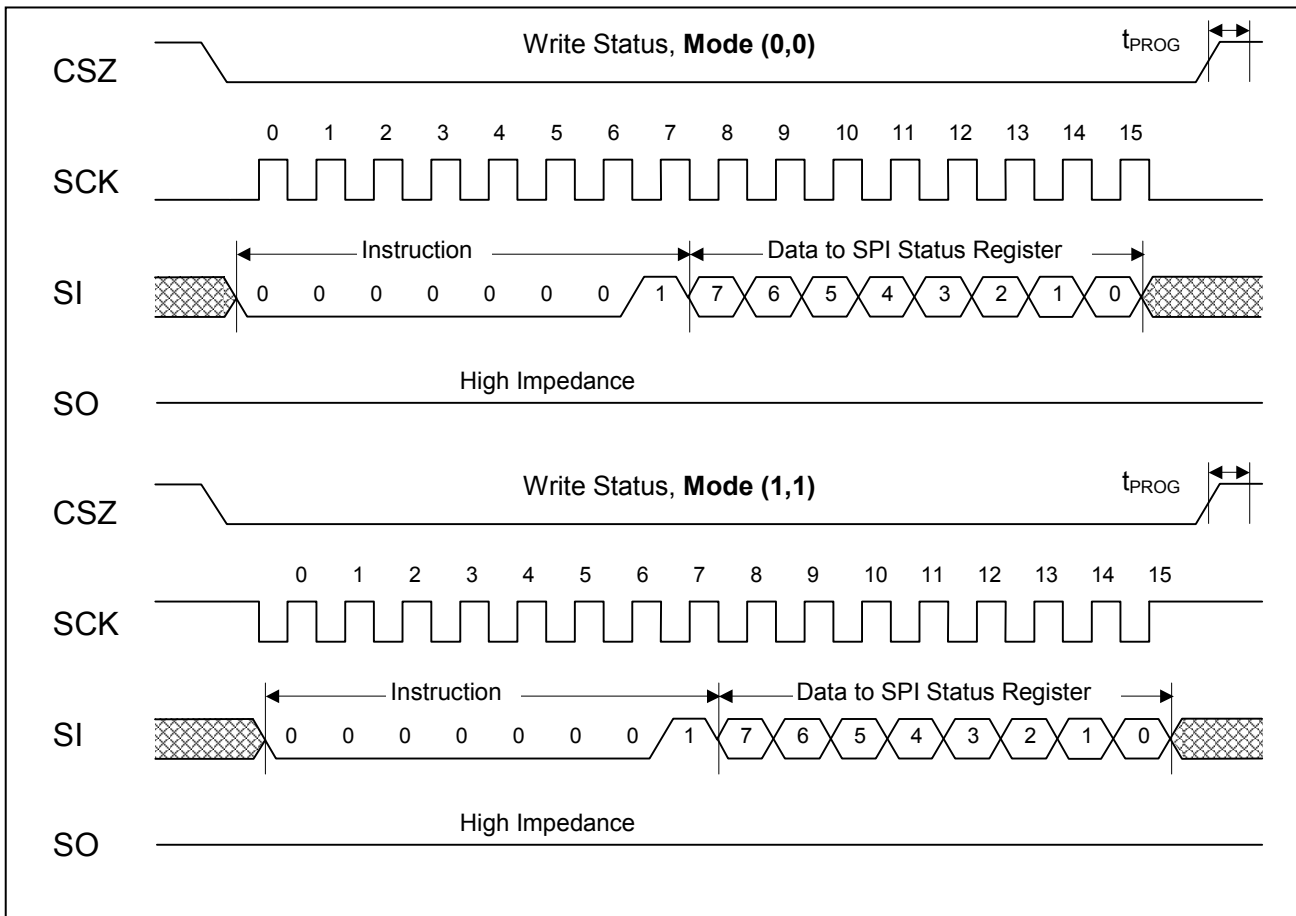 Write Status, Mode (0,0)
tPROG
CSZ
0 1 2 3 4 5 6 7 8 9 10 11 12 13 14 15
SCK
Instruction Data to SPI Status Register
SI 0 0 0 0 0 0 0 1 7 6 5 4 3 2 1 0
High Impedance
SO
Write Status, Mode (1,1)
tPROG
CSZ
0 1 2 3 4 5 6 7 8 9 10 11 12 13 14 15
SCK
Instruction Data to SPI Status Register
SI 0 0 0 0 0 0 0 1 7 6 5 4 3 2 1 0
High Impedance
SO